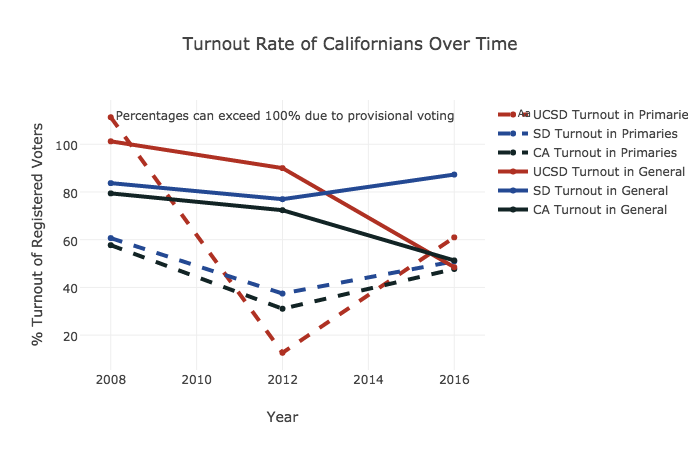 Turnout Rate of Californians Over Time
Percentages can exceed 100% due to provisional voting
% Turnout of Registered Voters
100
80
60
40
20
2008
2010
2012
2014
2016
Year
Aa
UCSD Turnout in Primarie
SD Turnout in Primaries
CA Turnout in Primaries
UCSD Turnout in General
SD Turnout in General
CA Turnout in General